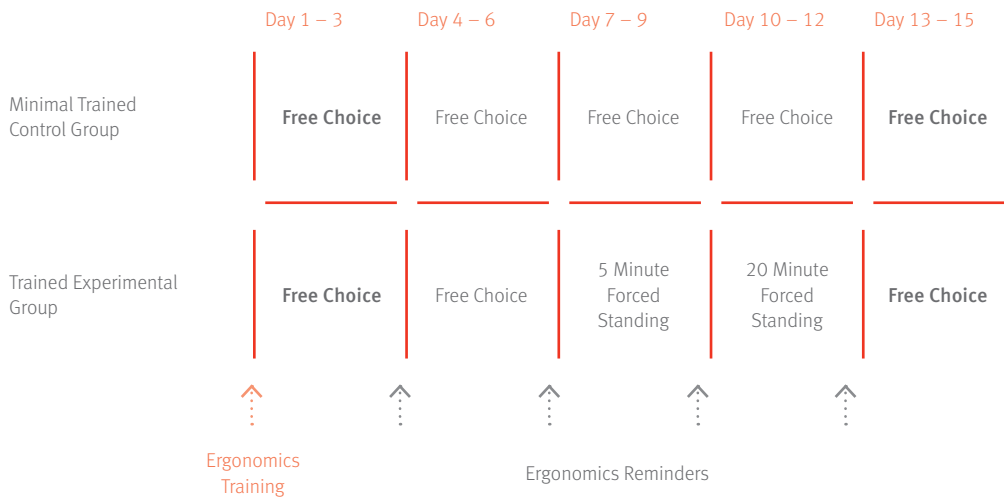 Day 1 – 3
Day 4 – 6
Day 7 – 9
Day 10 – 12
Day 13 – 15
Minimal Trained
Control Group
Free Choice
Free Choice
Free Choice
Free Choice
Free Choice
Trained Experimental
Group
Free Choice
Free Choice
5 Minute
Forced
Standing
20 Minute
Forced
Standing
Free Choice
Ergonomics
Training
Ergonomics Reminders